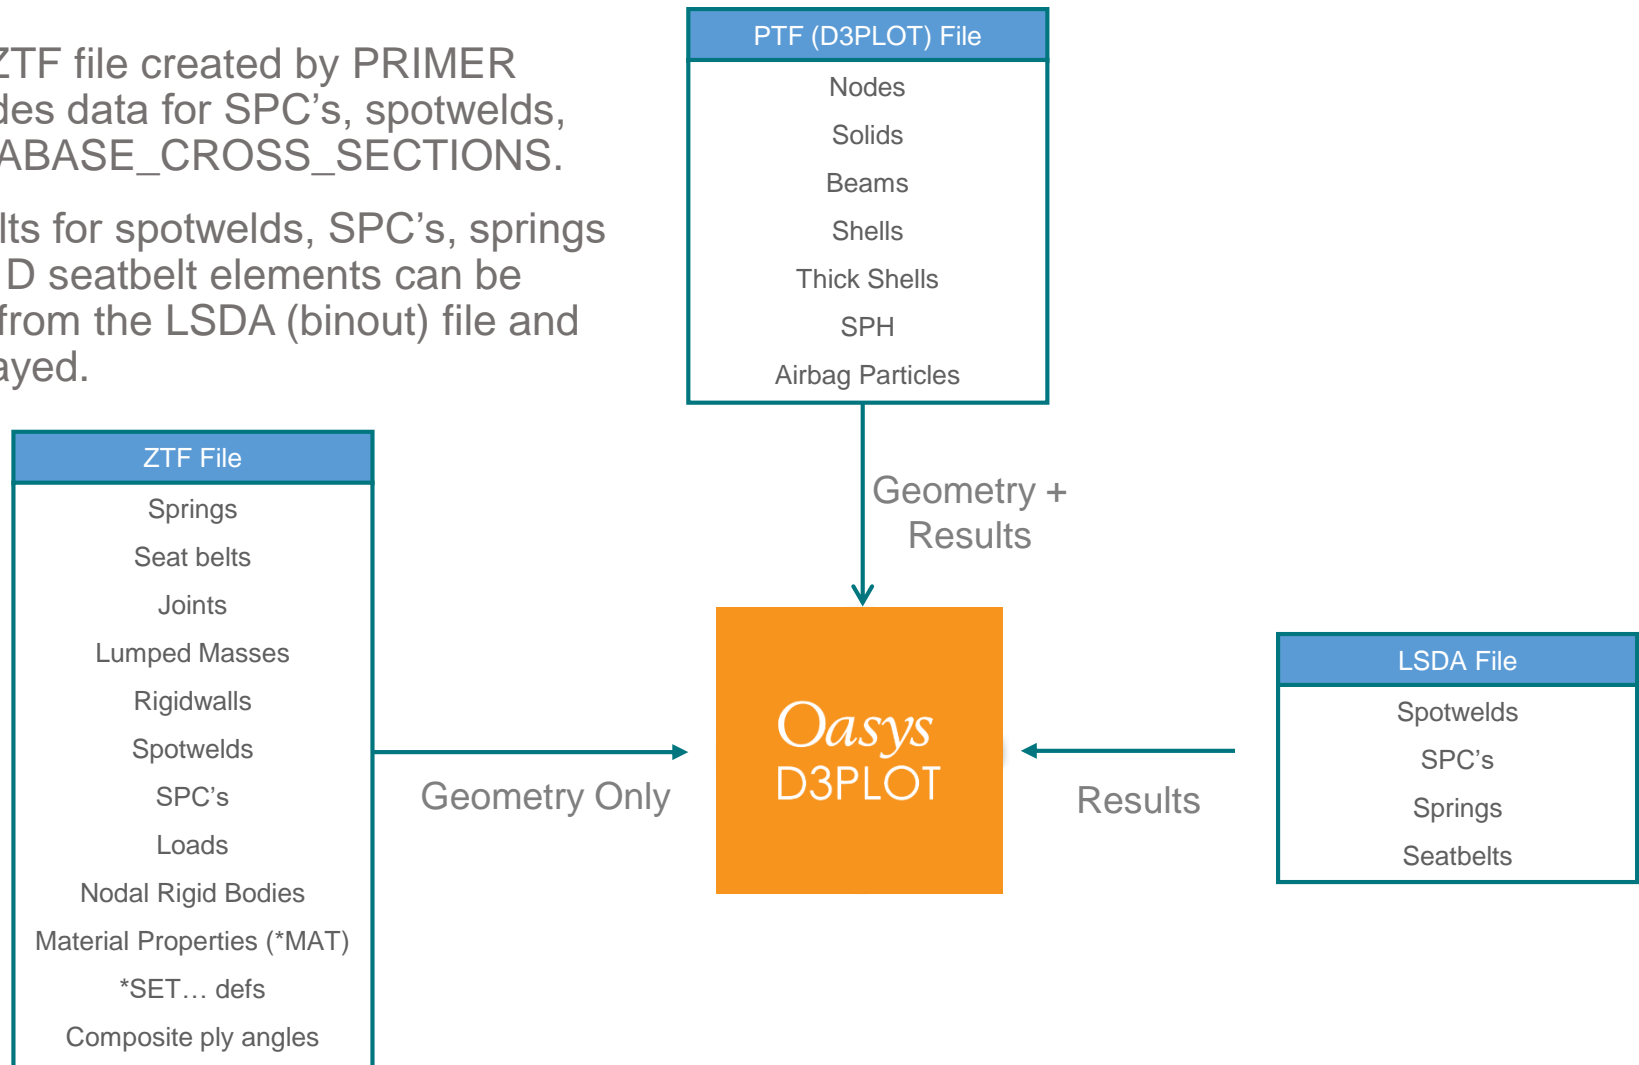 ZTF file created by PRIMER
des data for SPC's, spotwelds,
ABASE_CROSS_SECTIONS.
lts for spotwelds, SPC's, springs
D seatbelt elements can be
from the LSDA (binout) file and
ayed.
PTF (D3PLOT) File
Nodes
Solids
Beams
Shells
Thick Shells
SPH
Airbag Particles
Geometry +
Results
ZTF File
Springs
Seat belts
Joints
Lumped Masses
Rigidwalls
Spotwelds
SPC's
Loads
Nodal Rigid Bodies
Material Properties (*MAT)
*SET… defs
Composite ply angles
Geometry Only
Oasys
D3PLOT
Results
LSDA File
Spotwelds
SPC's
Springs
Seatbelts